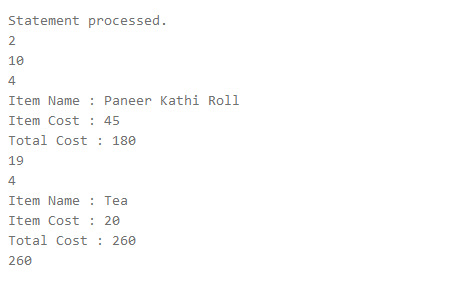 Statement processed.
2
10
4
Item Name : Paneer Kathi Roll
Item Cost : 45
Total Cost : 180
19
4
Item Name : Tea
Item Cost : 20
Total Cost : 260
260